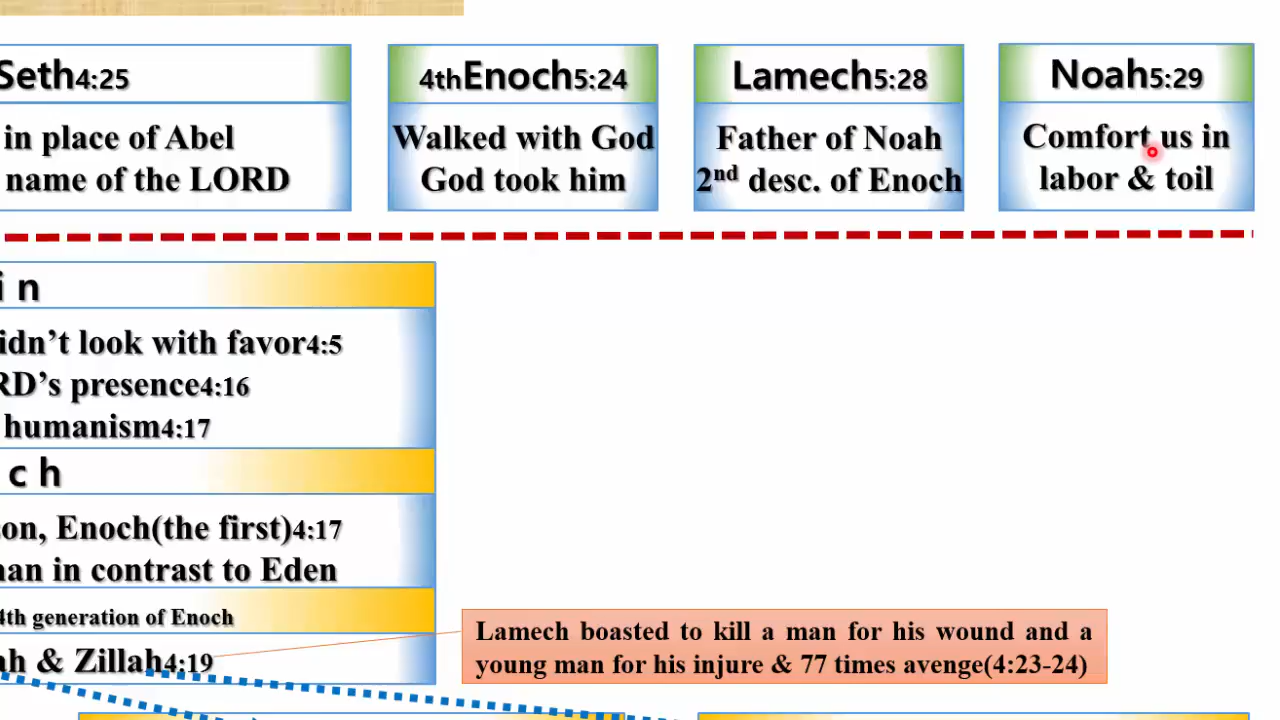 Seth4:25
in place of Abel
name of the LORD
4thEnoch5:24
Walked with God
God took him
Lamech5:28
Father of Noah
2nd desc. of Enoch
Noah5:29
Comfort us in
labor & toil
i n
idn’t look with favor4:5
RD’s presence4:16
humanism4:17
c h
son, Enoch(the first)4:17
nan in contrast to Eden
4th generation of Enoch
ah & Zillah4:19
Lamech boasted to kill a man for his wound and a
young man for his injure & 77 times avenge(4:23-24)